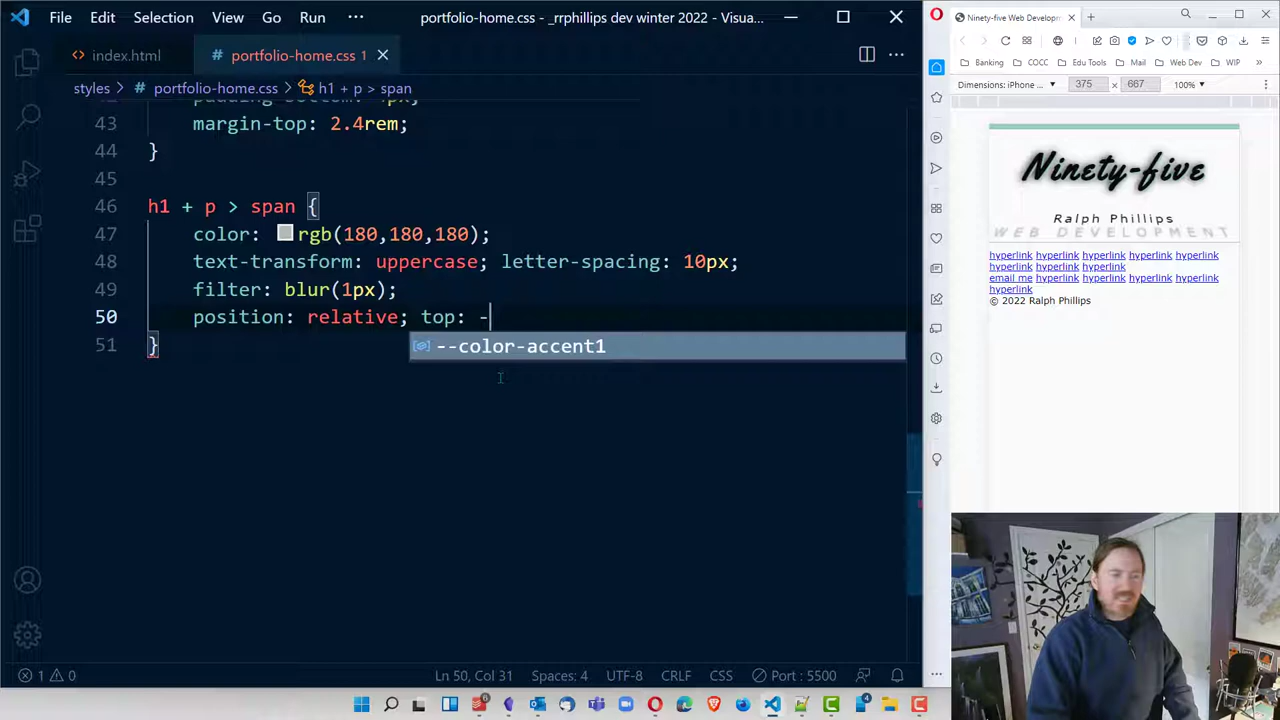 File Edit Selection View Go Run ··· portfolio-home.css - _rrphillips dev winter 2022 - Visua...
<> index.html # portfolio-home.css 1
styles > # portfolio-home.css > h1 + p > span
43 margin-top: 2.4rem;
44 }
45
46 h1 + p > span {
47 color: rgb(180,180,180);
48 text-transform: uppercase; letter-spacing: 10px;
49 filter: blur(1px);
50 position: relative; top: -
--color-accent1
51 }
1 0 Ln 50, Col 31 Spaces: 4 UTF-8 CRLF CSS Port : 5500
Ninety-five Web Developm
Banking COCC Edu Tools Mail Web Dev WIP »
Dimensions: iPhone ... 375 x 667 100%
Ninety-five
Ralph Phillips
WEB DEVELOPMENT
hyperlink hyperlink hyperlink hyperlink hyperlink
hyperlink hyperlink hyperlink
email me hyperlink hyperlink hyperlink hyperlink
hyperlink
© 2022 Ralph Phillips